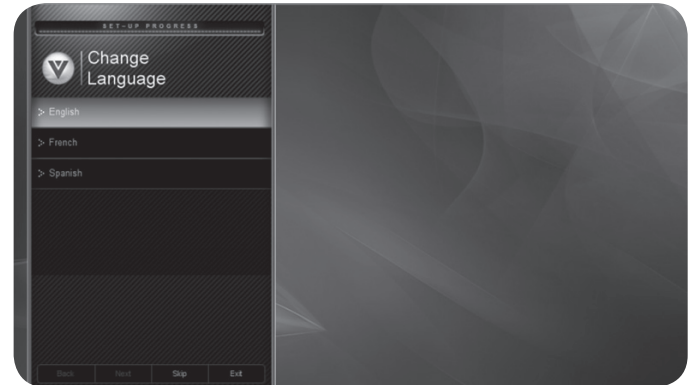 SET-UP PROGRESS
Change
Language
English
French
Spanish
Back Next Skip Exit